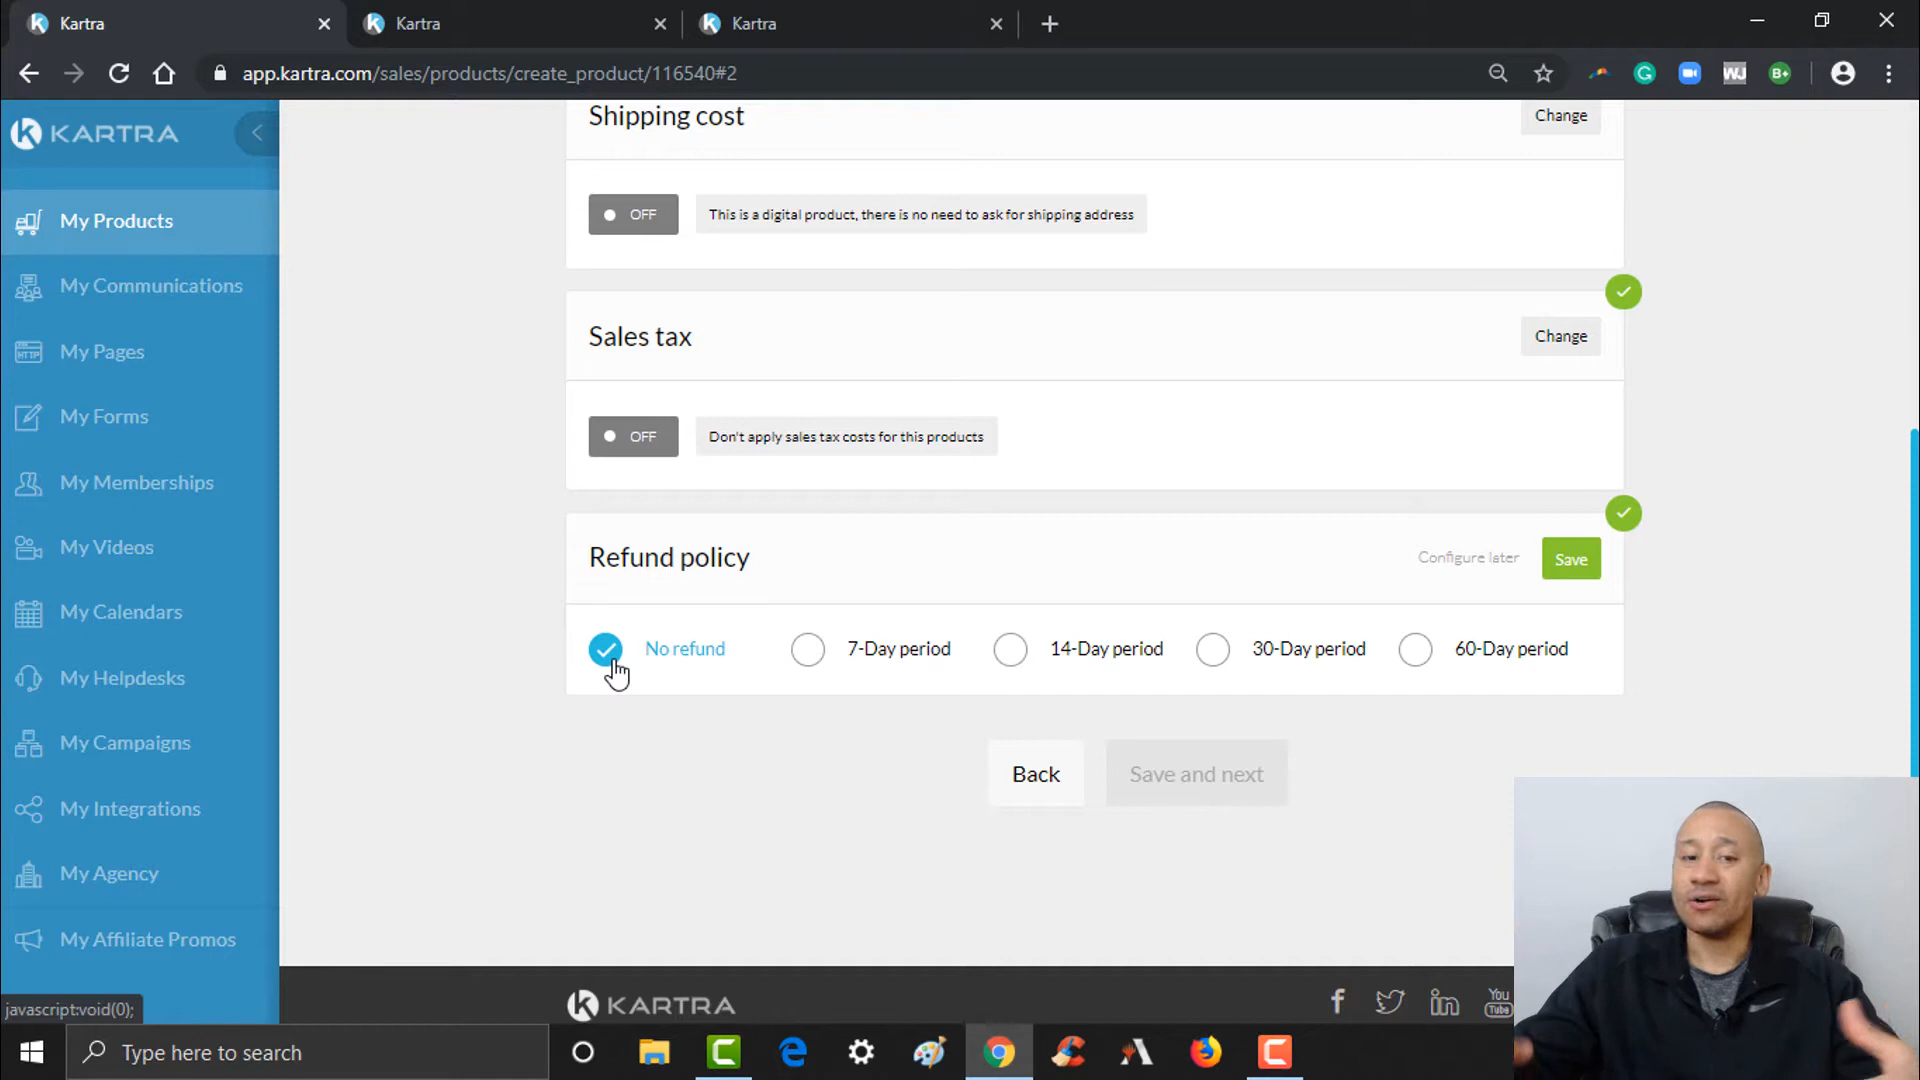 Kartra
Kartra
Kartra
app.kartra.com/sales/products/create_product/116540#2
KARTRA
My Products
My Communications
HTTP
My Pages
My Forms
My Memberships
My Videos
My Calendars
My Helpdesks
My Campaigns
My Integrations
My Agency
My Affiliate Promos
javascript:void(0);
Shipping cost
Change
OFF
This is a digital product, there is no need to ask for shipping address
Sales tax
Change
OFF
Don't apply sales tax costs for this products
Refund policy
Configure later
Save
No refund
7-Day period
14-Day period
30-Day period
60-Day period
Back
Save and next
KARTRA
You
Tube
Type here to search